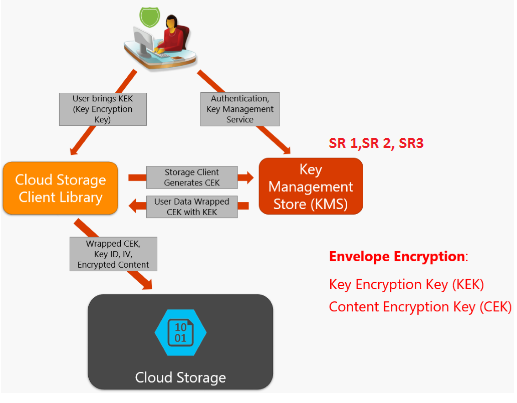 User brings KEK
(Key Encryption
Key)
Authentication,
Key Management
Service
SR 1,SR 2, SR3
Cloud Storage
Client Library
Storage Client
Generates CEK
User Data Wrapped
CEK with KEK
Key
Management
Store (KMS)
Wrapped CEK,
Key ID, IV,
Encrypted Content
Envelope Encryption:
Key Encryption Key (KEK)
Content Encryption Key (CEK)
10
01
Cloud Storage